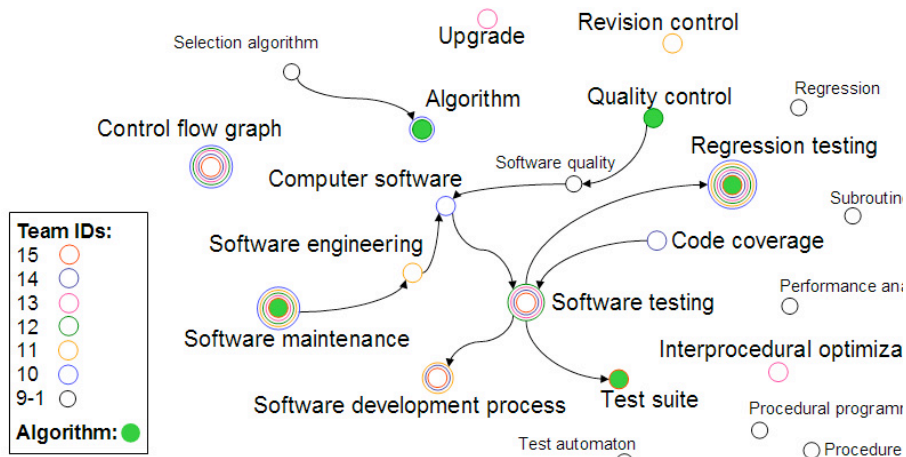 Upgrade
Revision control
Selection algorithm
Algorithm
Quality control
Regression
Control flow graph
Regression testing
Computer software
Software quality
Subroutin
Team IDs:
15
14
13
12
11
10
9-1
Algorithm:
Software engineering
Code coverage
Performance ana
Software testing
Software maintenance
Interprocedural optimiza
Software development process
Test suite
Procedural programm
Test automaton
Procedure